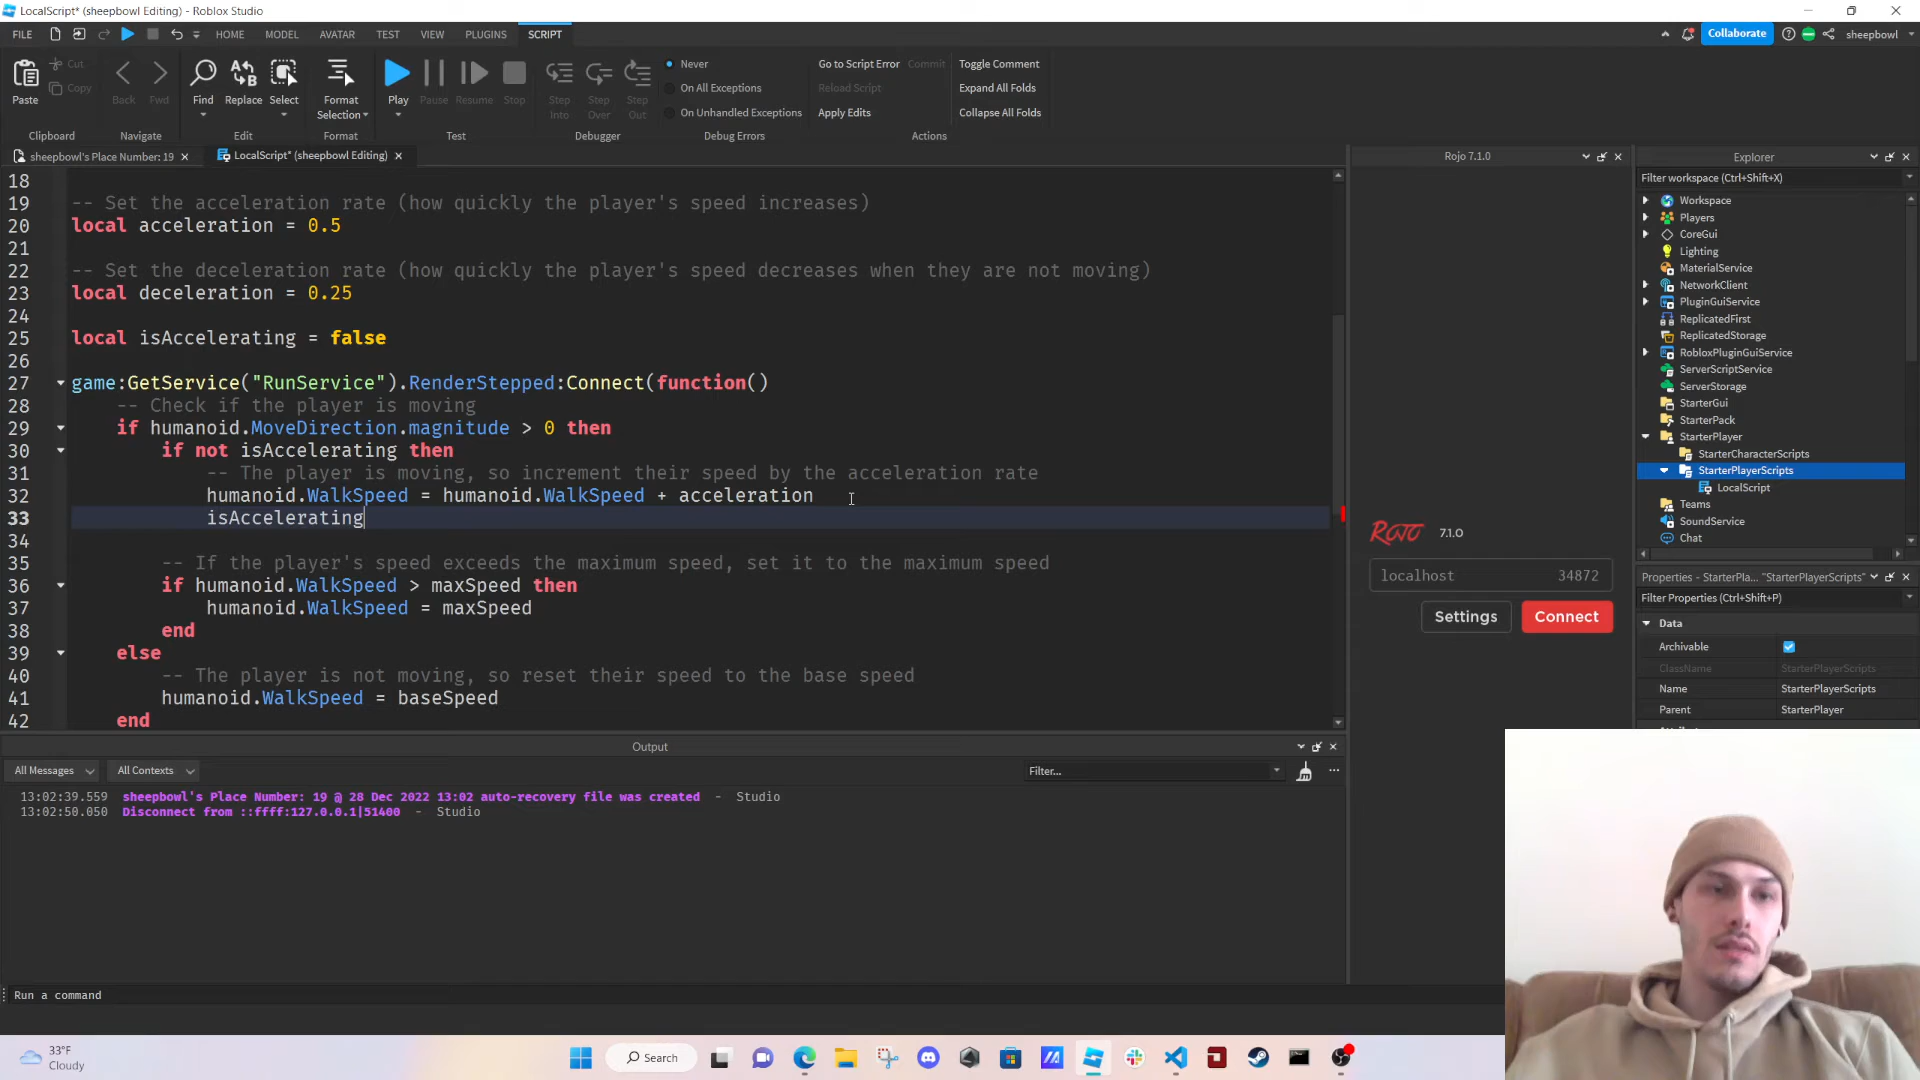 LocalScript* (sheepbowl Editing) - Roblox Studio
FILE HOME MODEL AVATAR TEST VIEW PLUGINS SCRIPT Collaborate sheepbowl
Paste Cut Copy
Back Fwd
Find Replace Select
Format Selection
Play Pause Resume Stop
Step Into Step Over Step Out
Never
On All Exceptions
On Unhandled Exceptions
Go to Script Error Commit
Reload Script
Apply Edits
Toggle Comment
Expand All Folds
Collapse All Folds
Clipboard Navigate Edit Format Test Debugger Debug Errors Actions
sheepbowl's Place Number: 19 LocalScript* (sheepbowl Editing)
18
19 -- Set the acceleration rate (how quickly the player's speed increases)
20 local acceleration = 0.5
21
22 -- Set the deceleration rate (how quickly the player's speed decreases when they are not moving)
23 local deceleration = 0.25
24
25 local isAccelerating = false
26
27 game:GetService("RunService").RenderStepped:Connect(function()
28 -- Check if the player is moving
29 if humanoid.MoveDirection.magnitude > 0 then
30 if not isAccelerating then
31 -- The player is moving, so increment their speed by the acceleration rate
32 humanoid.WalkSpeed = humanoid.WalkSpeed + acceleration
33 isAccelerating
34
35 -- If the player's speed exceeds the maximum speed, set it to the maximum speed
36 if humanoid.WalkSpeed > maxSpeed then
37 humanoid.WalkSpeed = maxSpeed
38 end
39 else
40 -- The player is not moving, so reset their speed to the base speed
41 humanoid.WalkSpeed = baseSpeed
42 end
Rojo 7.1.0
ROJO 7.1.0
localhost 34872
Settings Connect
Explorer
Filter workspace (Ctrl+Shift+X)
Workspace
Players
CoreGui
Lighting
MaterialService
NetworkClient
PluginGuiService
ReplicatedFirst
ReplicatedStorage
RobloxPluginGuiService
ServerScriptService
ServerStorage
StarterGui
StarterPack
StarterPlayer
StarterCharacterScripts
StarterPlayerScripts
LocalScript
Teams
SoundService
Chat
Properties - StarterPla... "StarterPlayerScripts"
Filter Properties (Ctrl+Shift+P)
Data
Archivable
ClassName StarterPlayerScripts
Name StarterPlayerScripts
Parent StarterPlayer
Output
All Messages All Contexts Filter... ...
13:02:39.559 sheepbowl's Place Number: 19 @ 28 Dec 2022 13:02 auto-recovery file was created - Studio
13:02:50.050 Disconnect from ::ffff:127.0.0.1|51400 - Studio
Run a command
33°F
Cloudy
Search